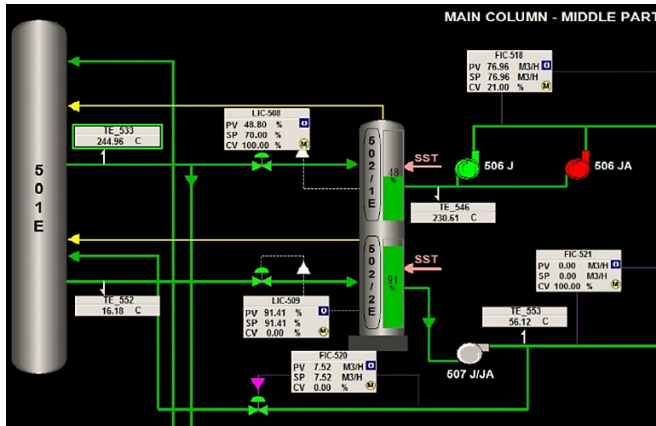 MAIN COLUMN - MIDDLE PART
FIC-518
PV 76.96 M3/H O
SP 76.96 M3/H
CV 21.00 % M
LIC-508
PV 48.80 % O
SP 70.00 %
CV 100.00 % M
TE_533
244.96 C
501E
502/1E
48
%
SST
506 J
506 JA
TE_546
230.61 C
502/2E
91
%
SST
FIC-521
PV 0.00 M3/H O
SP 0.00 M3/H
CV 100.00 % M
TE_552
16.18 C
LIC-509
PV 91.41 % O
SP 91.41 %
CV 0.00 % M
TE_553
56.12 C
FIC-520
PV 7.52 M3/H O
SP 7.52 M3/H
CV 0.00 % M
507 J/JA